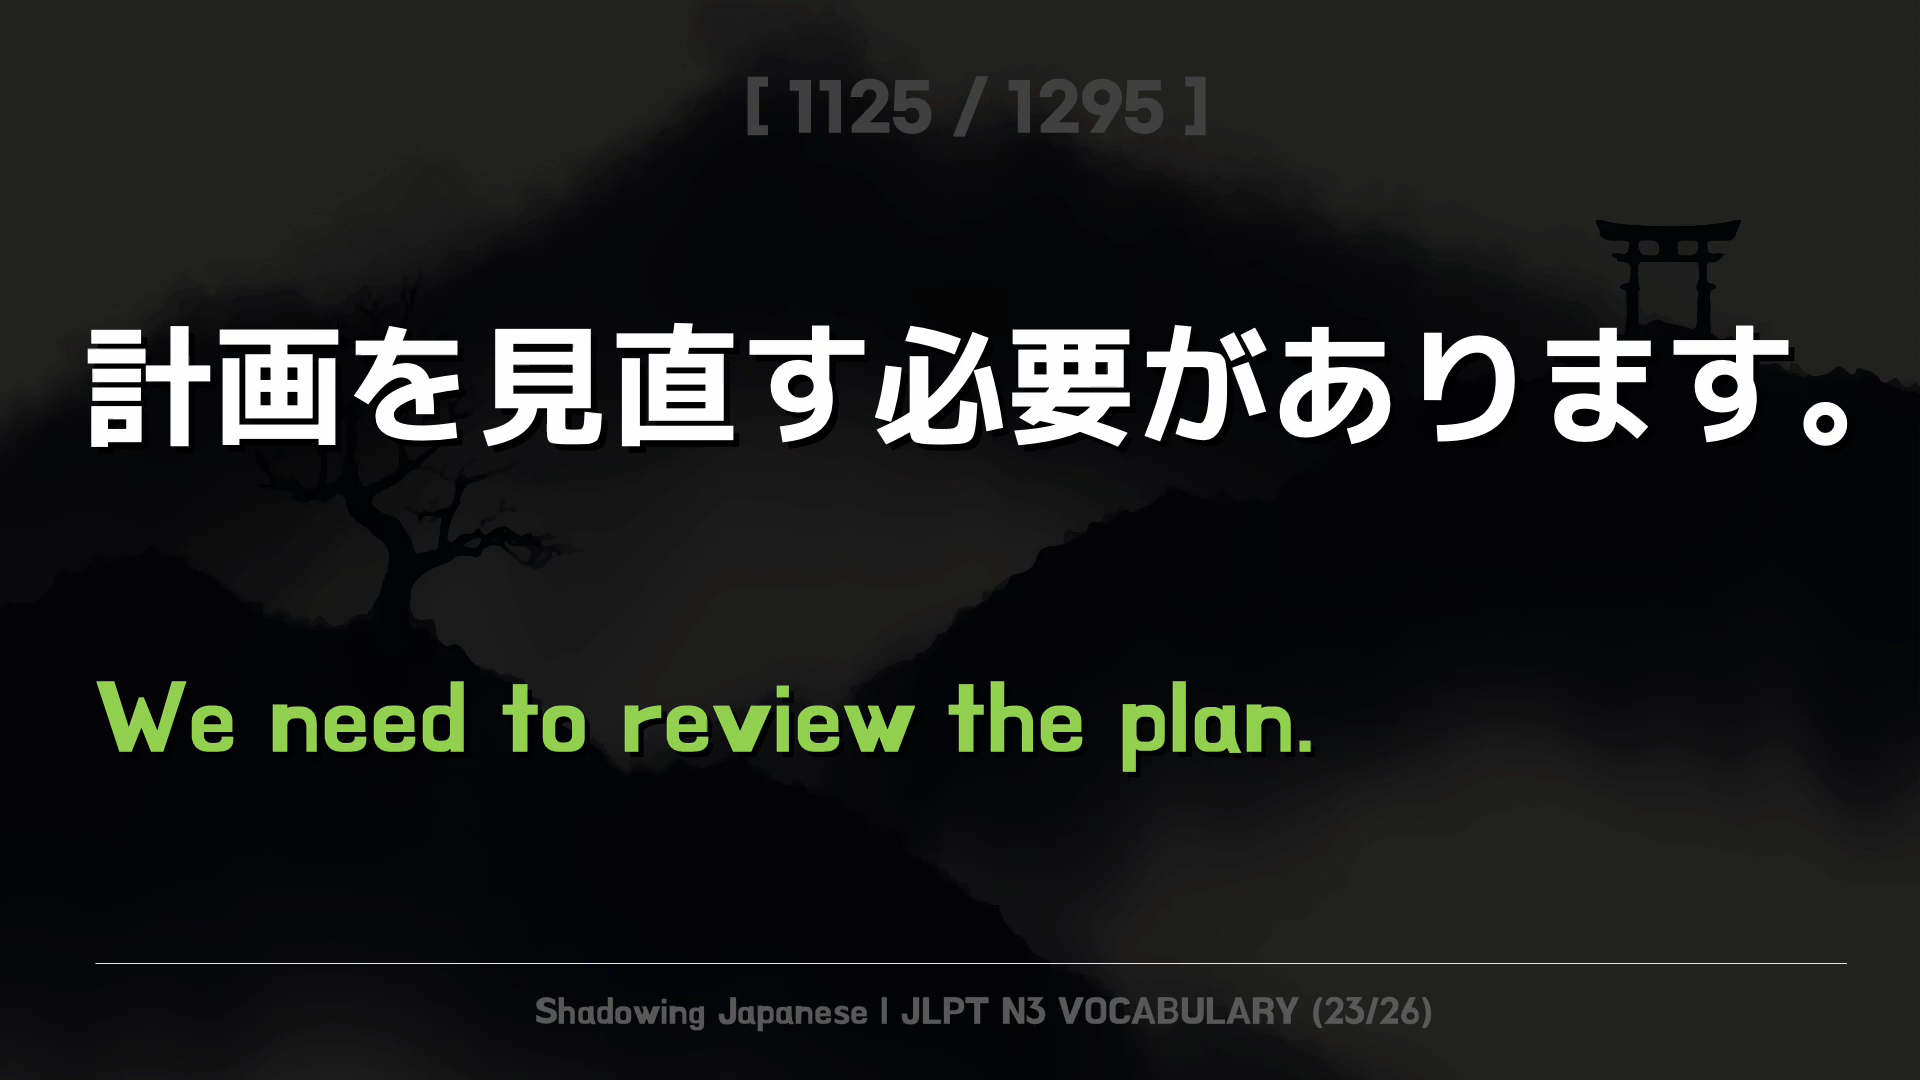 [ 1125 / 1295 ]
計画を見直す必要があります。
We need to review the plan.
Shadowing Japanese | JLPT N3 VOCABULARY (23/26)